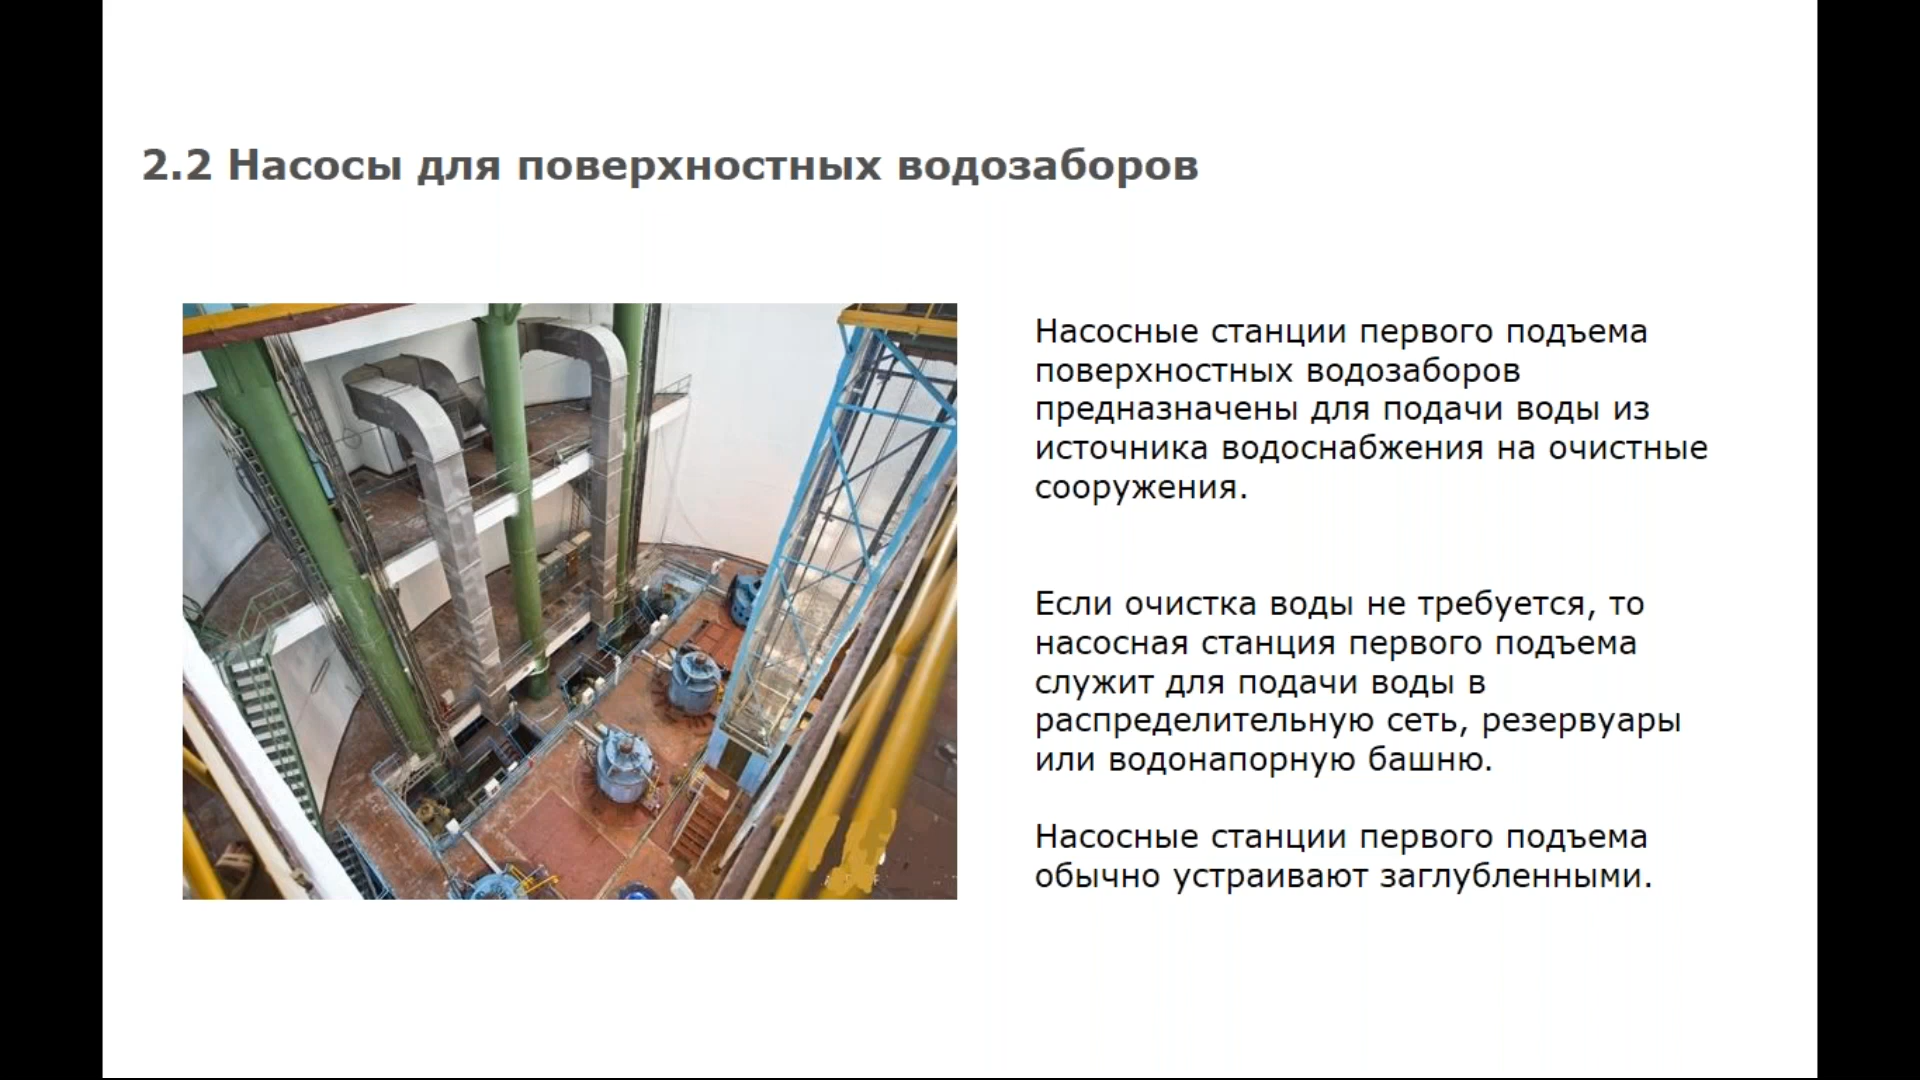 2.2 Насосы для поверхностных водозаборов
Насосные станции первого подъема
поверхностных водозаборов
предназначены для подачи воды из
источника водоснабжения на очистные
сооружения.
Если очистка воды не требуется, то
насосная станция первого подъема
служит для подачи воды в
распределительную сеть, резервуары
или водонапорную башню.
Насосные станции первого подъема
обычно устраивают заглубленными.